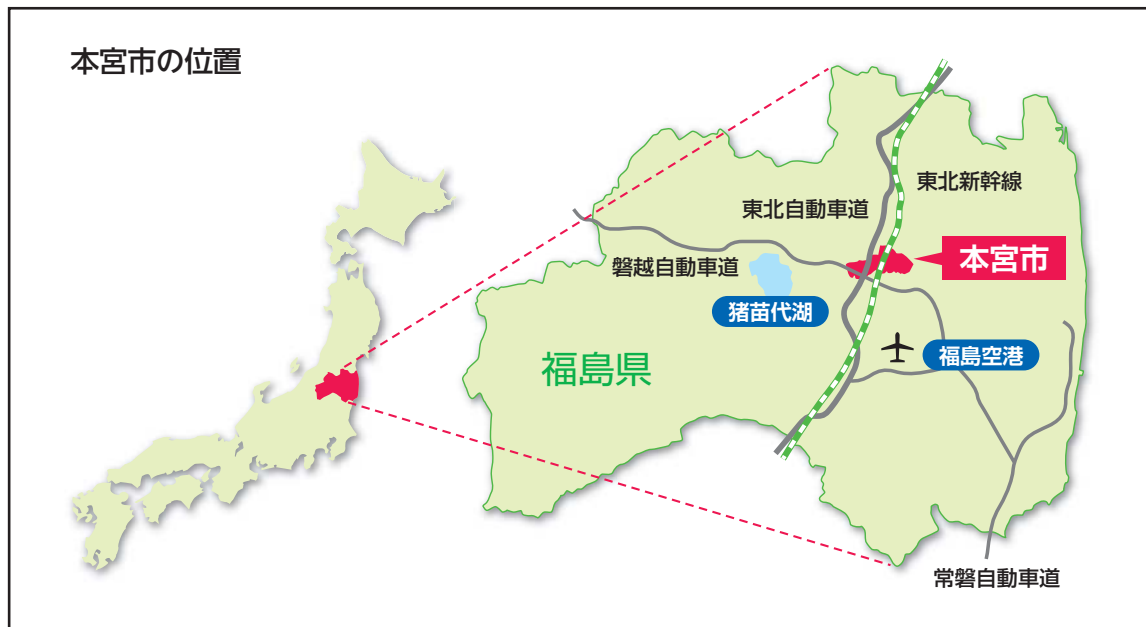 本宮市の位置
東北新幹線
東北自動車道
本宮市
磐越自動車道
猪苗代湖
福島空港
福島県
常磐自動車道